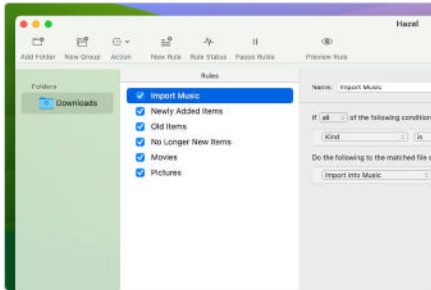 Hazel
Add Folder New Group Action New Rule Rule Status Pause Rules Preview Rule
Folders
Downloads
Rules
Import Music
Newly Added Items
Old Items
No Longer New Items
Movies
Pictures
Name: Import Music
If all of the following condition
Kind is
Do the following to the matched file o
Import into Music